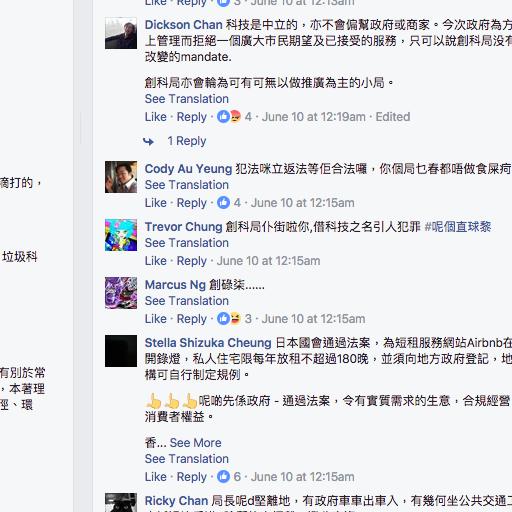 Like · Reply · 3 · June 10 at 12:13am
Dickson Chan 科技是中立的，亦不會偏幫政府或商家。今次政府為方
上管理而拒絕一個廣大市民期望及已接受的服務，只可以說創科局沒有
改變的mandate.
創科局亦會輪為可有可無以做推廣為主的小局。
See Translation
Like · Reply · 4 · June 10 at 12:19am · Edited
1 Reply
滴打的，
Cody Au Yeung 犯法咪立返法等佢合法囉，你個局乜春都唔做食屎疴
See Translation
Like · Reply · 4 · June 10 at 12:15am
Trevor Chung 創科局仆街啦你,借科技之名引人犯罪 #呢個直球黎
See Translation
垃圾科
Like · Reply · June 10 at 12:15am
Marcus Ng 創碌柒......
See Translation
Like · Reply · 3 · June 10 at 12:15am
Stella Shizuka Cheung 日本國會通過法案，為短租服務網站Airbnb在
開綠燈，私人住宅限每年放租不超過180晚，並須向地方政府登記，地
構可自行制定規例。
有別於常
，本著理
徑、環
👆👆👆呢啲先係政府 - 通過法案，令有實質需求的生意，合規經營
消費者權益。
香... See More
See Translation
Like · Reply · 6 · June 10 at 12:15am
Ricky Chan 局長呢d堅離地，有政府車車出車入，有幾何坐公共交通工